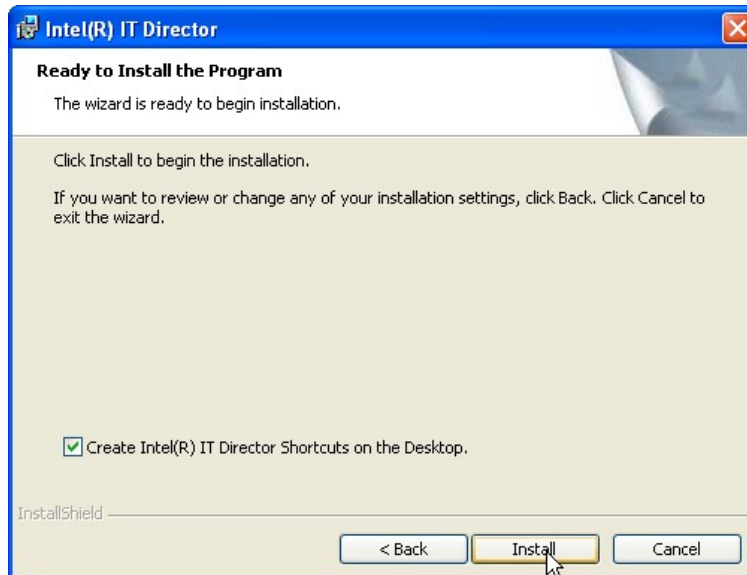 Intel(R) IT Director
Ready to Install the Program
The wizard is ready to begin installation.
Click Install to begin the installation.
If you want to review or change any of your installation settings, click Back. Click Cancel to
exit the wizard.
Create Intel(R) IT Director Shortcuts on the Desktop.
InstallShield
< Back
Install
Cancel